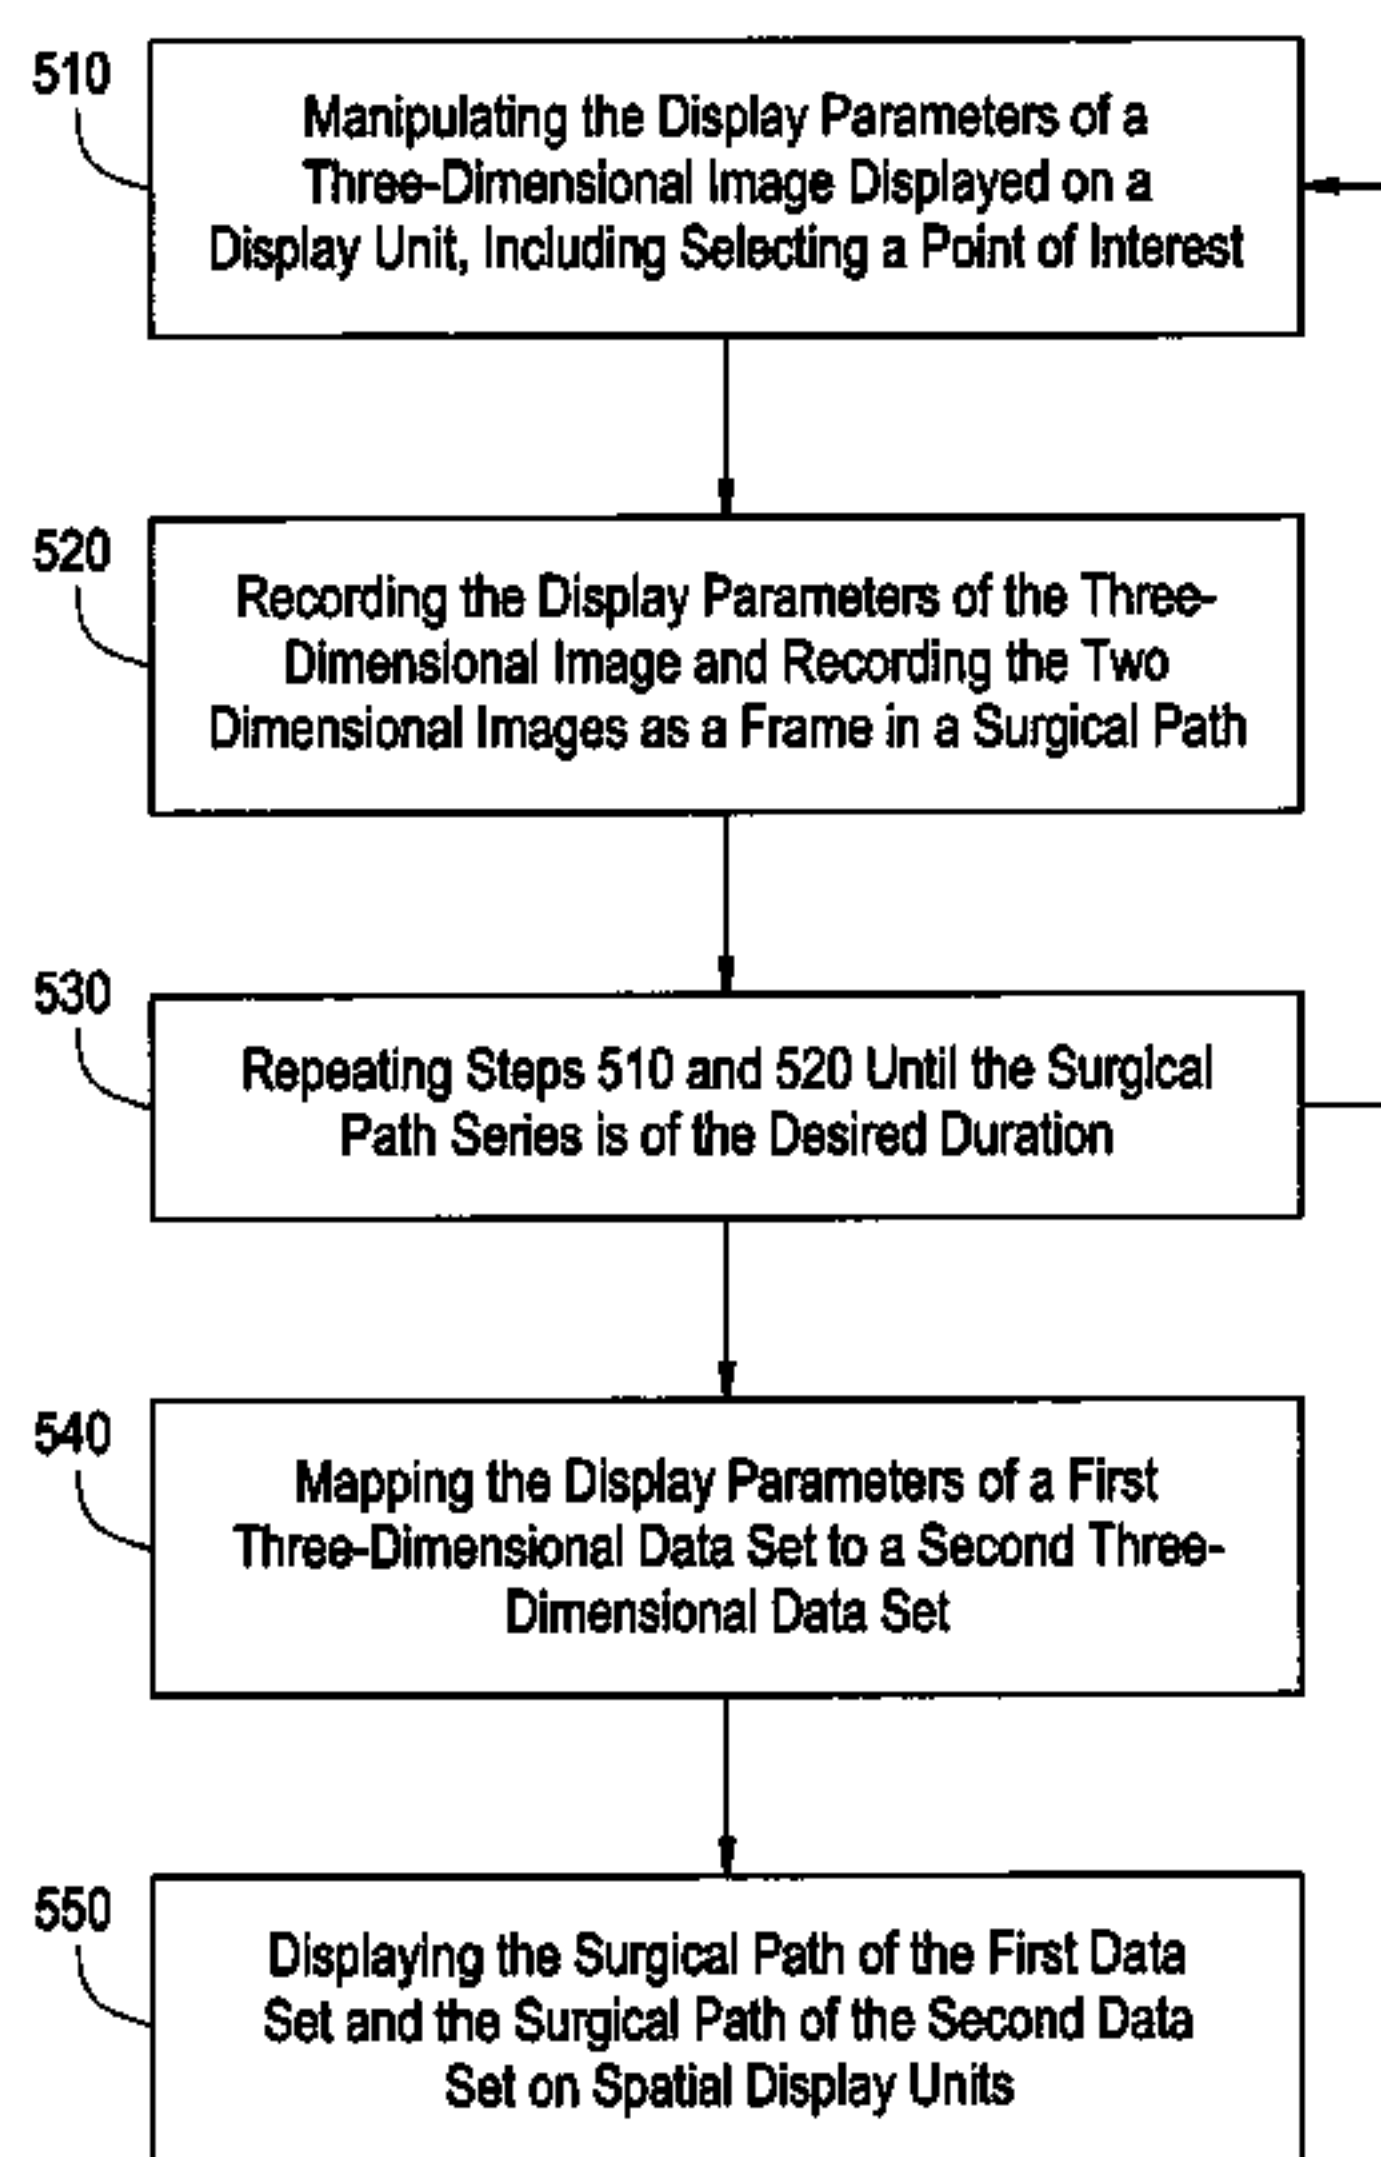 510
Manipulating the Display Parameters of a
Three-Dimensional Image Displayed on a
Display Unit, Including Selecting a Point of Interest
520
Recording the Display Parameters of the Three-
Dimensional Image and Recording the Two
Dimensional Images as a Frame in a Surgical Path
530
Repeating Steps 510 and 520 Until the Surgical
Path Series is of the Desired Duration
540
Mapping the Display Parameters of a First
Three-Dimensional Data Set to a Second Three-
Dimensional Data Set
550
Displaying the Surgical Path of the First Data
Set and the Surgical Path of the Second Data
Set on Spatial Display Units